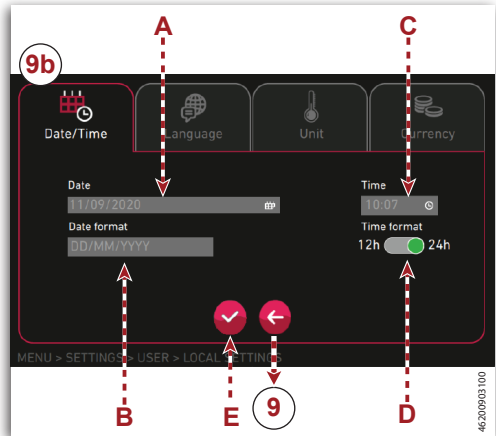 A
C
9b
Date/Time
Language
Unit
Currency
Date
Time
11/09/2020
10:07
Date format
Time format
DD/MM/YYYY
12h
24h
MENU > SETTINGS > USER > LOCAL SETTINGS
B
E
9
D
46200903100